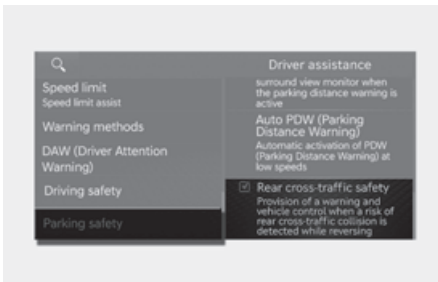 Driver assistance
Speed limit
Speed limit assist
Warning methods
DAW (Driver Attention
Warning)
Driving safety
Parking safety
surround view monitor when
the parking distance warning is
active
Auto PDW (Parking
Distance Warning)
Automatic activation of PDW
(Parking Distance Warning) at
low speeds
Rear cross-traffic safety
Provision of a warning and
vehicle control when a risk of
rear cross-traffic collision is
detected while reversing